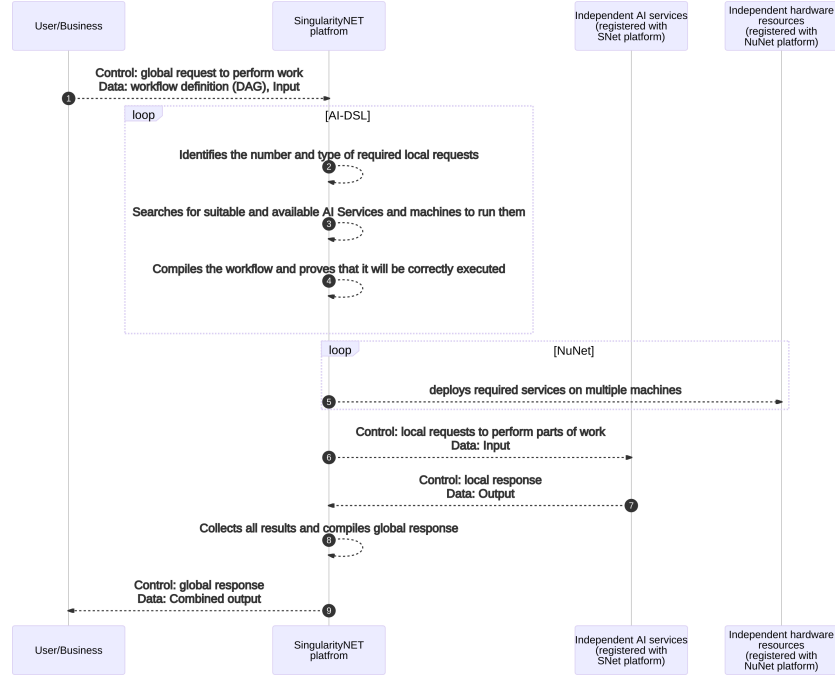 User/Business
SingularityNET
platfrom
Independent AI services
(registered with
SNet platform)
Independent hardware
resources
(registered with
NuNet platform)
Control: global request to perform work
Data: workflow definition (DAG), Input
1
loop
[AI-DSL]
Identifies the number and type of required local requests
2
Searches for suitable and available AI Services and machines to run them
3
Compiles the workflow and proves that it will be correctly executed
4
loop
[NuNet]
deploys required services on multiple machines
5
Control: local requests to perform parts of work
Data: Input
6
Control: local response
Data: Output
7
Collects all results and compiles global response
8
Control: global response
Data: Combined output
9
User/Business
SingularityNET
platfrom
Independent AI services
(registered with
SNet platform)
Independent hardware
resources
(registered with
NuNet platform)